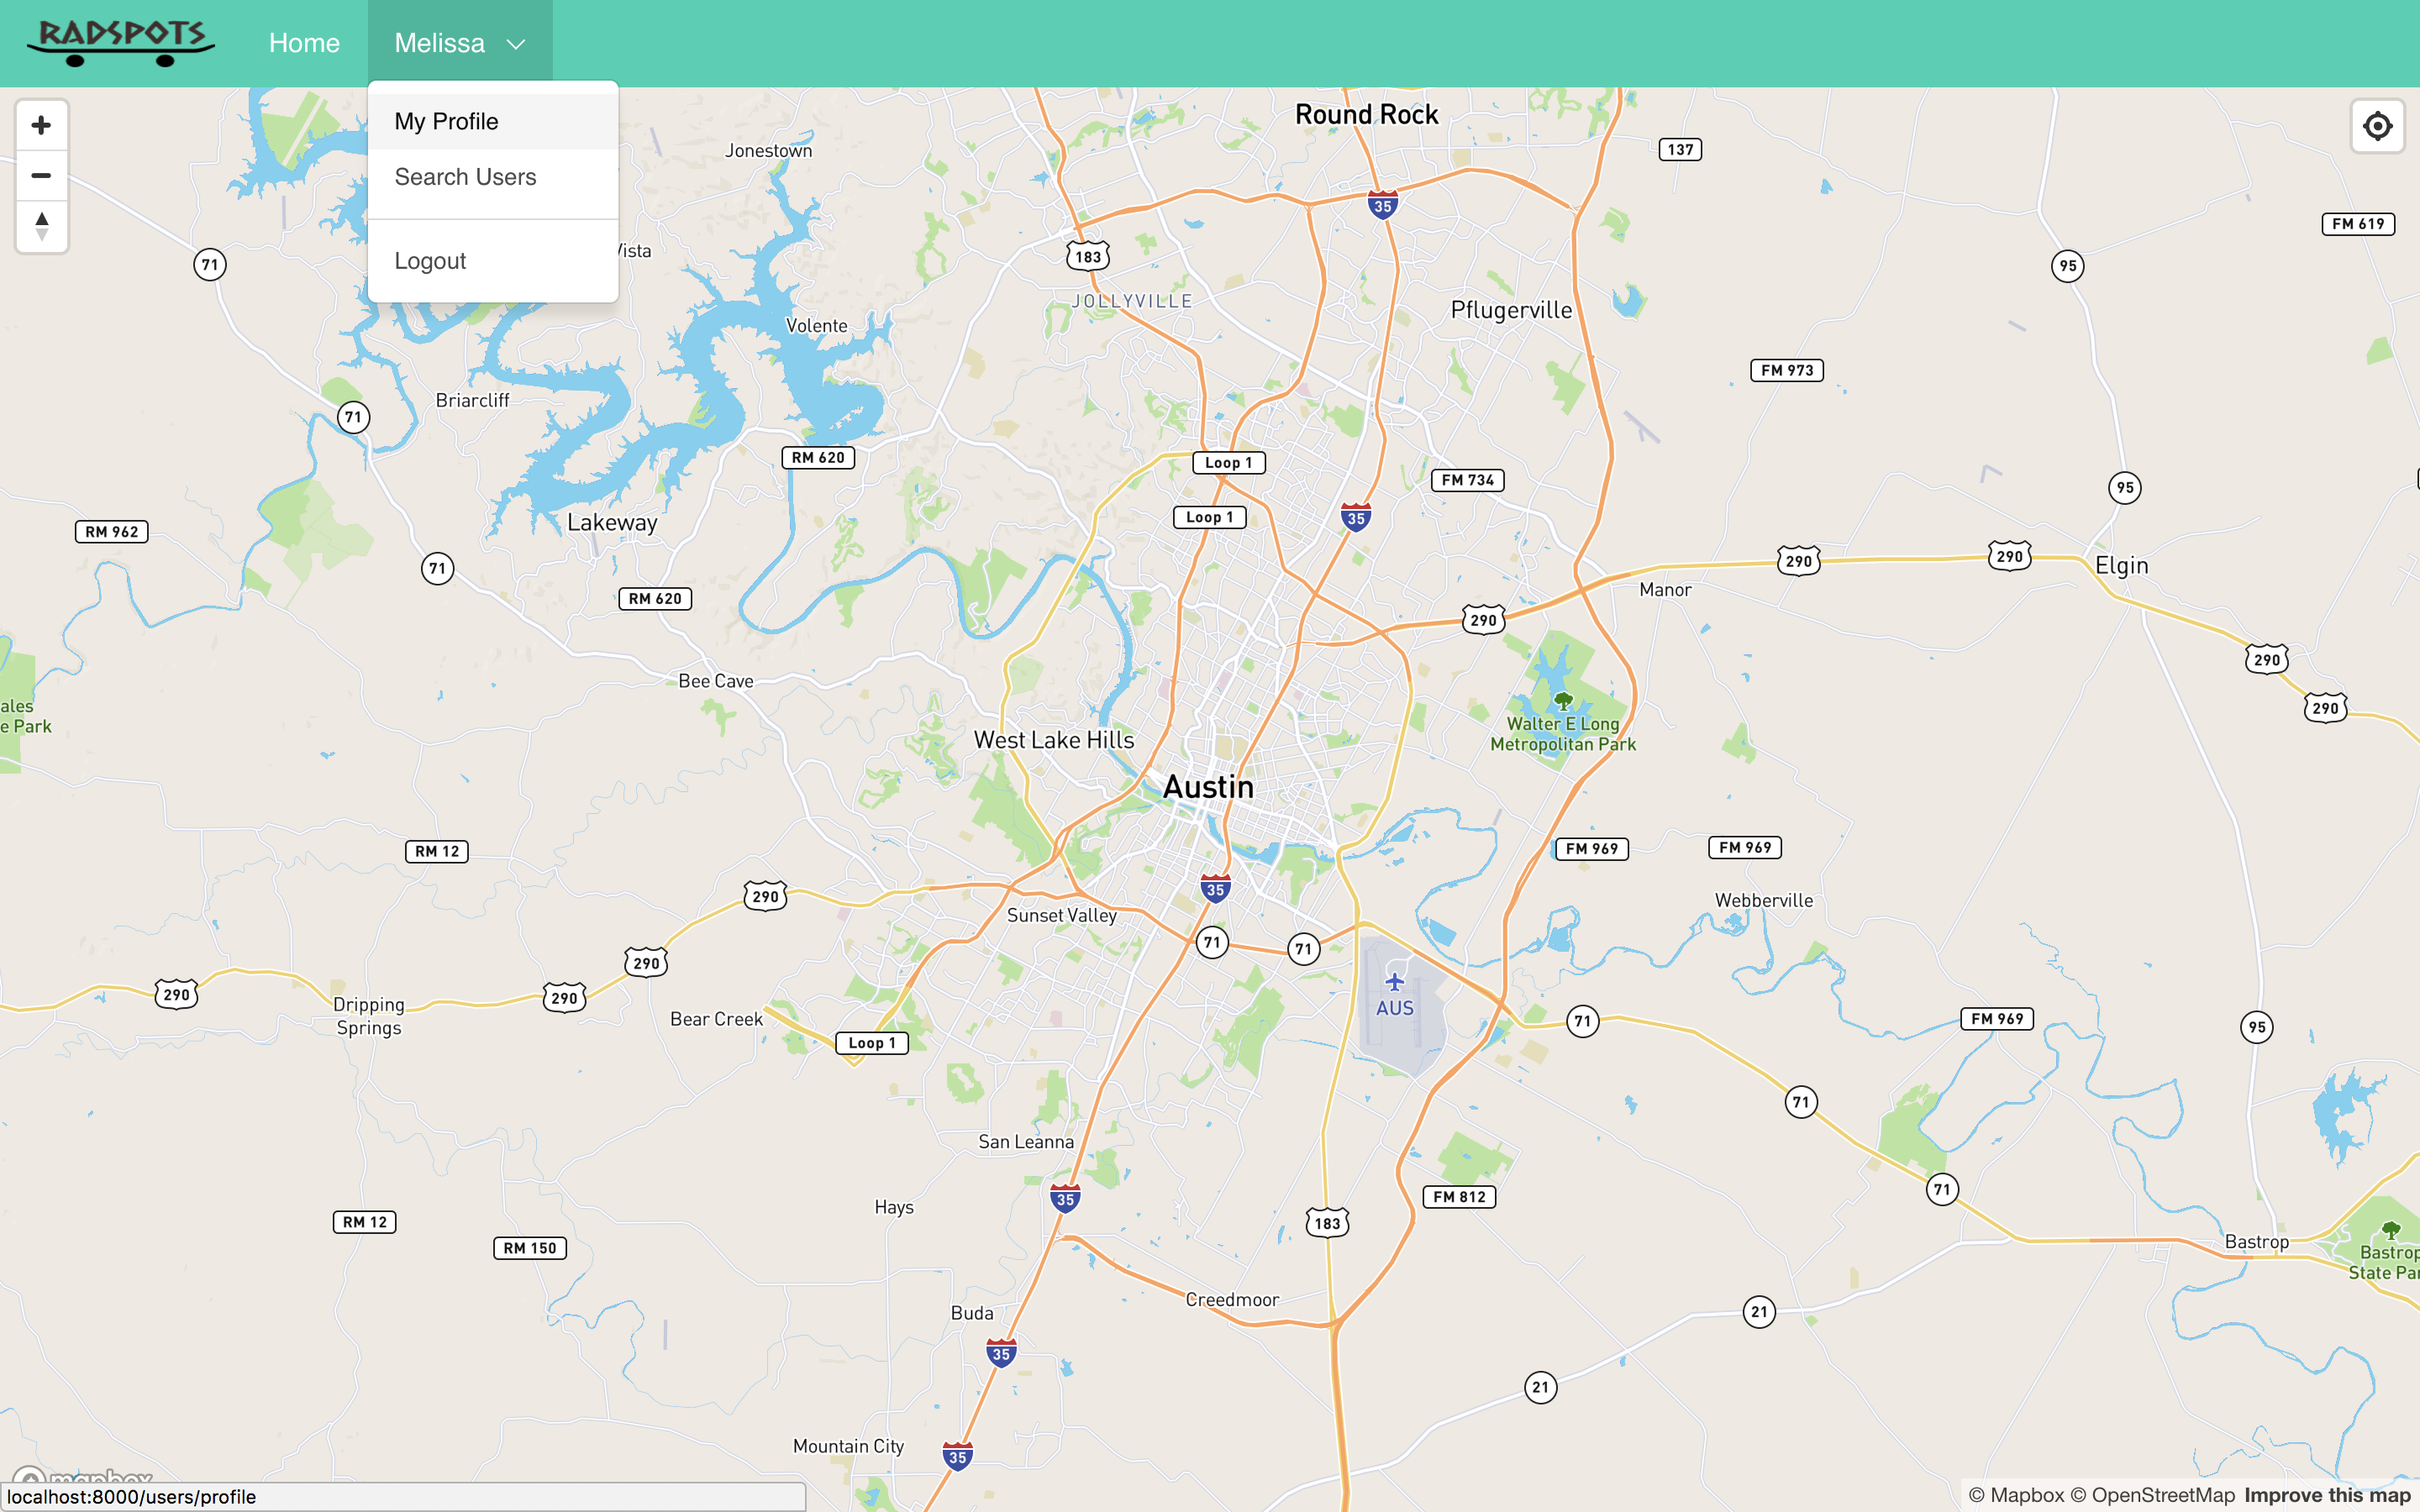 RADSPOTS
Home
Melissa
My Profile
Search Users
Logout
Round Rock
Jonestown
137
35
FM 619
Vista
183
71
95
JOLLYVILLE
Pflugerville
Volente
FM 973
Briarcliff
71
RM 620
Loop 1
FM 734
95
Lakeway
Loop 1
35
RM 962
290
290
Elgin
71
Manor
RM 620
290
290
Bee Cave
ales
e Park
290
Walter E Long
Metropolitan Park
West Lake Hills
Austin
RM 12
FM 969
FM 969
290
35
Webberville
Sunset Valley
71
71
290
290
290
AUS
Dripping
Springs
Bear Creek
71
FM 969
95
Loop 1
71
San Leanna
71
35
FM 812
Hays
183
RM 12
RM 150
Bastrop
Bastrop
State Par
Creedmoor
Buda
21
35
21
Mountain City
35
mapbox
localhost:8000/users/profile
© Mapbox © OpenStreetMap Improve this map